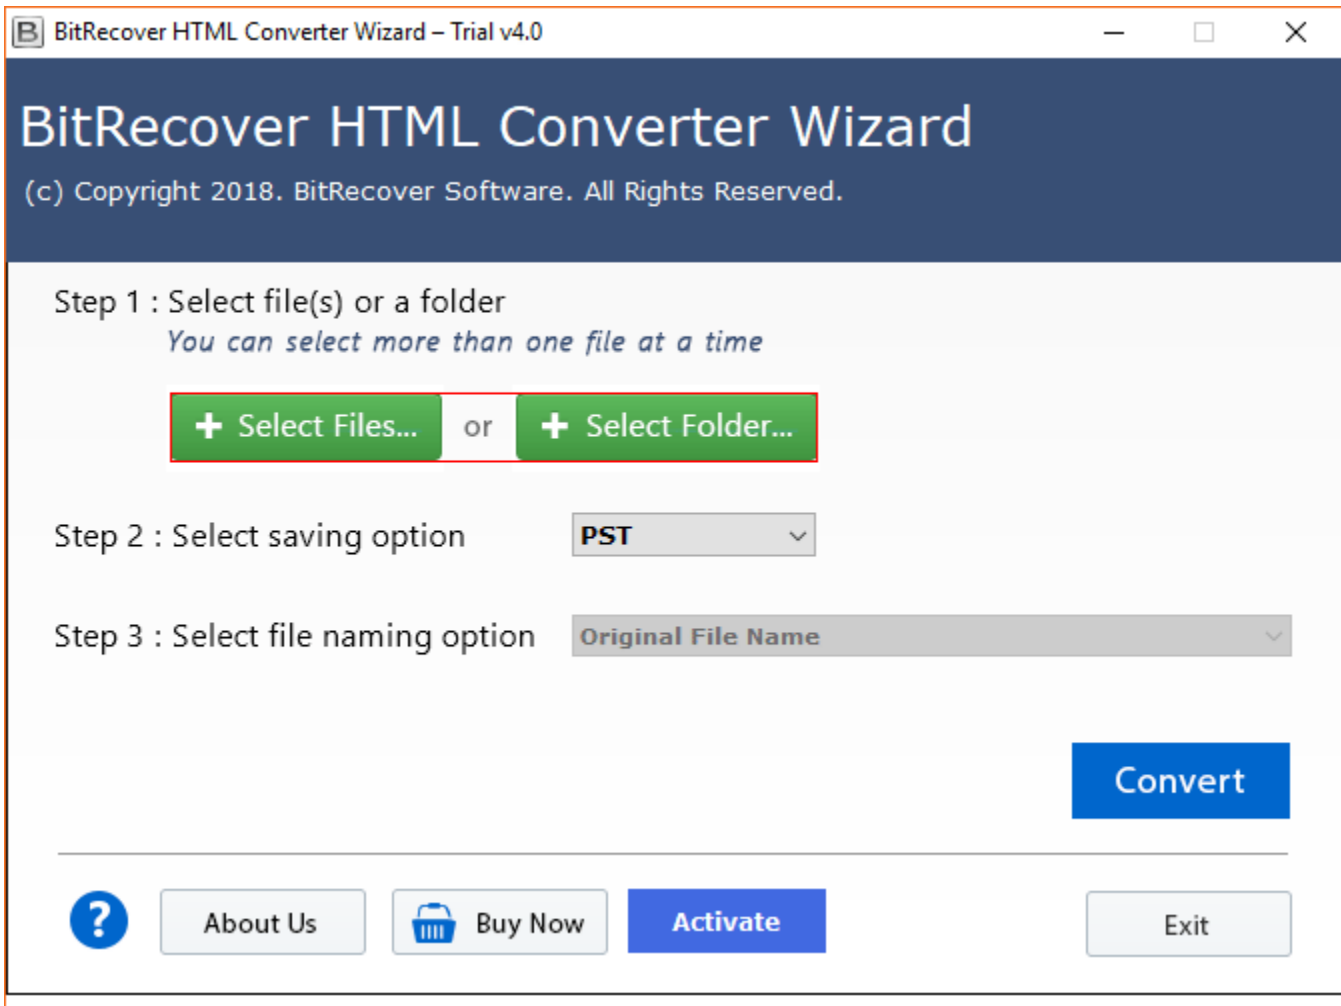 B BitRecover HTML Converter Wizard – Trial v4.0
BitRecover HTML Converter Wizard
(c) Copyright 2018. BitRecover Software. All Rights Reserved.
Step 1 : Select file(s) or a folder
You can select more than one file at a time
+ Select Files... or + Select Folder...
Step 2 : Select saving option PST
Step 3 : Select file naming option Original File Name
Convert
? About Us Buy Now Activate Exit